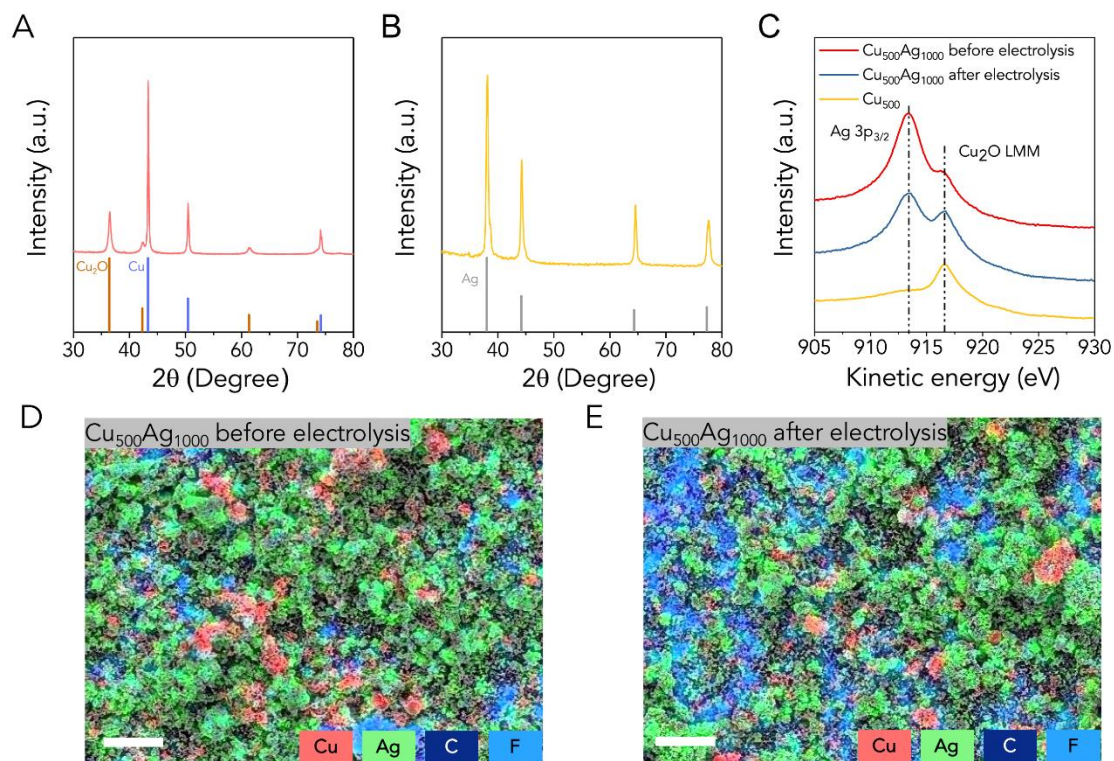 A
Intensity (a.u.)
Cu₂O
Cu
30 40 50 60 70 80
2θ (Degree)
B
Intensity (a.u.)
Ag
30 40 50 60 70 80
2θ (Degree)
C
Intensity (a.u.)
Cu₅₀₀Ag₁₀₀₀ before electrolysis
Cu₅₀₀Ag₁₀₀₀ after electrolysis
Cu₅₀₀
Ag 3p₃/₂
Cu₂O LMM
905 910 915 920 925 930
Kinetic energy (eV)
D
Cu₅₀₀Ag₁₀₀₀ before electrolysis
Cu Ag C F
E
Cu₅₀₀Ag₁₀₀₀ after electrolysis
Cu Ag C F